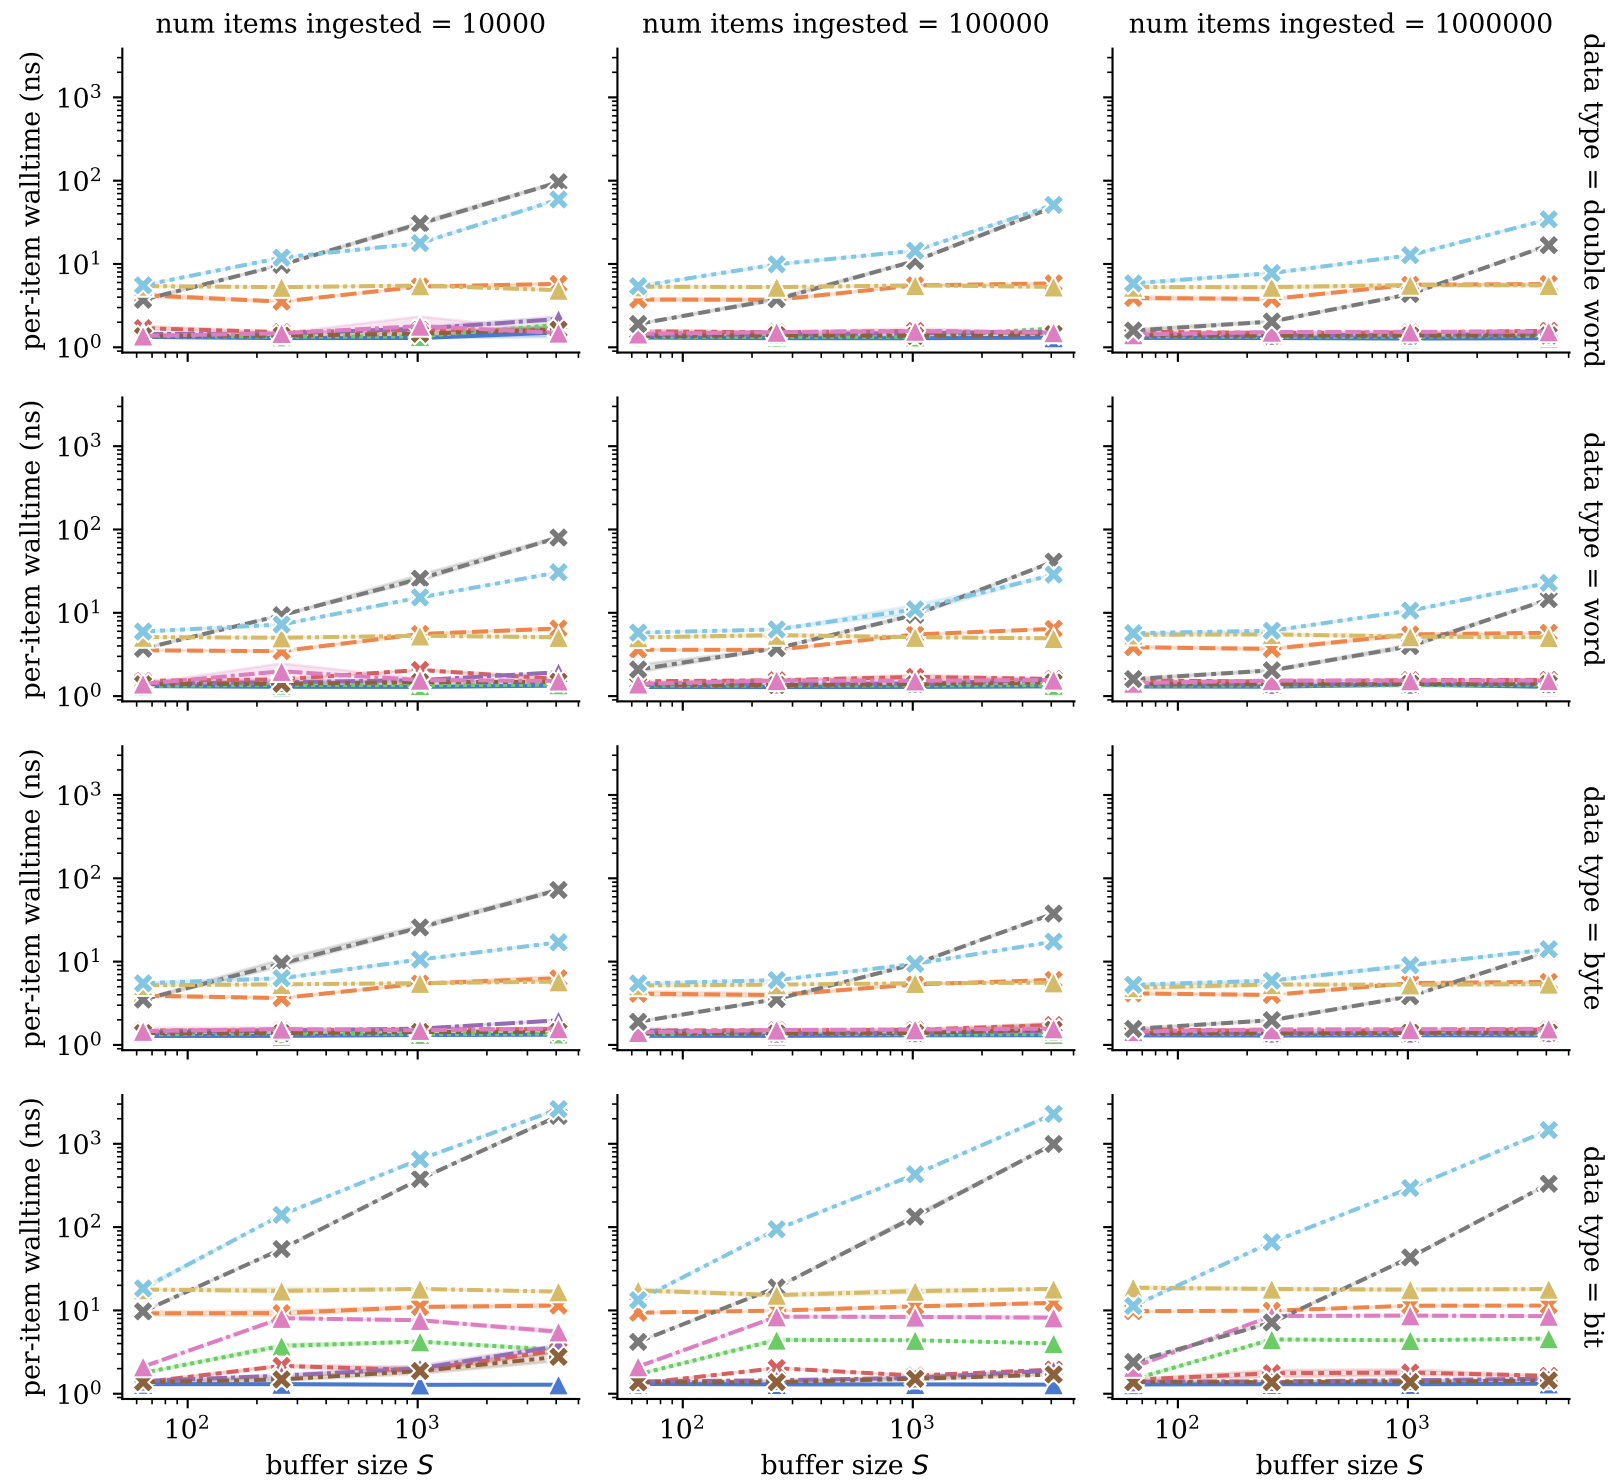 num items ingested = 10000
num items ingested = 100000
num items ingested = 1000000
per-item walltime (ns)
10³
10²
10¹
10⁰
data type = double word
per-item walltime (ns)
10³
10²
10¹
10⁰
data type = word
per-item walltime (ns)
10³
10²
10¹
10⁰
data type = byte
per-item walltime (ns)
10³
10²
10¹
10⁰
data type = bit
10² 10³
10² 10³
10² 10³
buffer size S
buffer size S
buffer size S